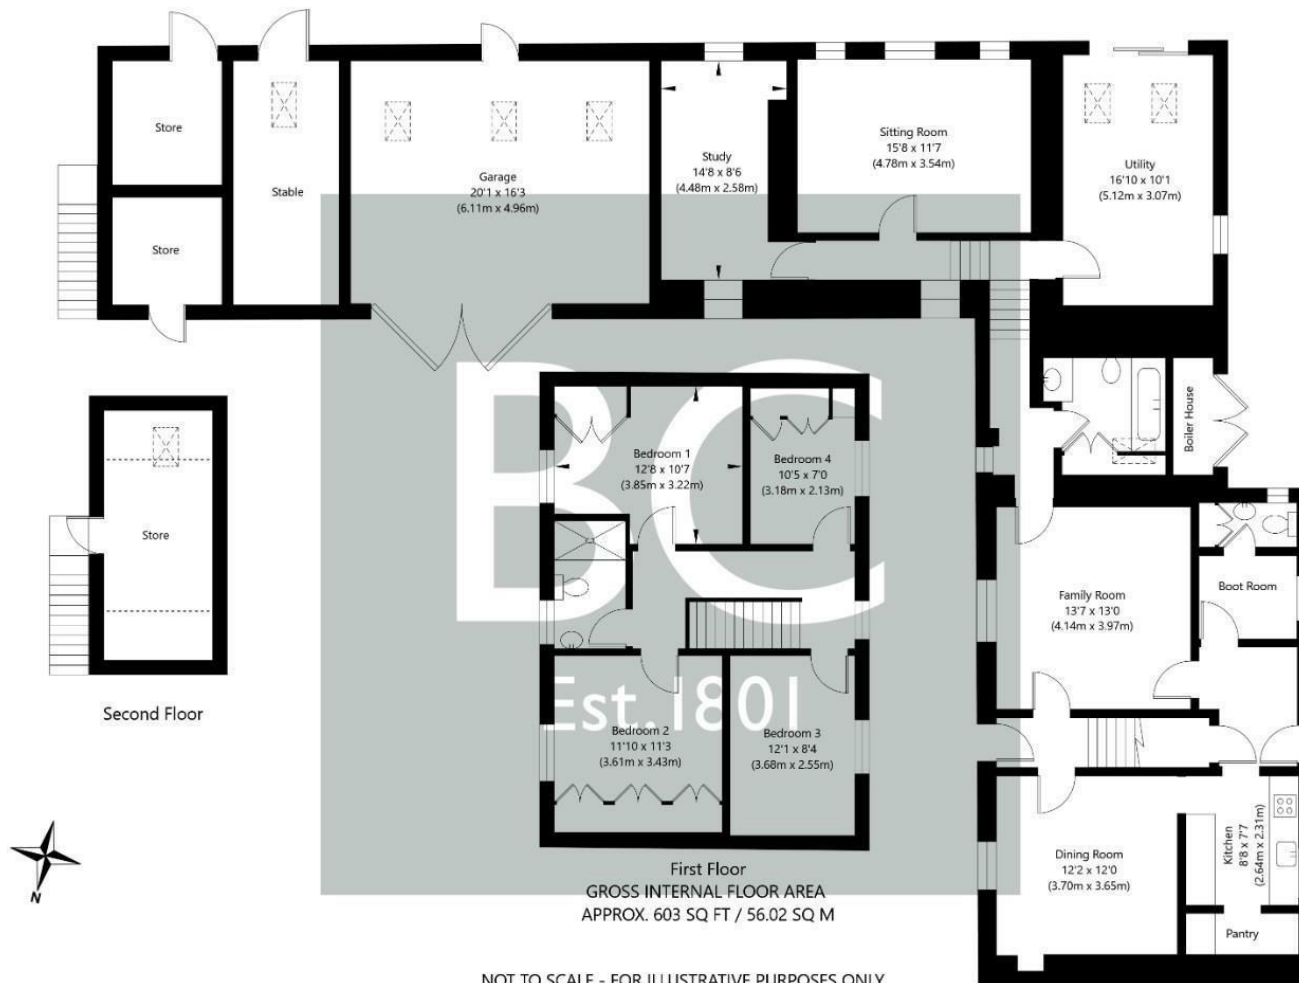 Store
Store
Stable
Garage
20'1 x 16'3
(6.11m x 4.96m)
Study
14'8 x 8'6
(4.48m x 2.58m)
Sitting Room
15'8 x 11'7
(4.78m x 3.54m)
Utility
16'10 x 10'1
(5.12m x 3.07m)
Boiler House
Store
Second Floor
BC
Est.1801
Bedroom 1
12'8 x 10'7
(3.85m x 3.22m)
Bedroom 4
10'5 x 7'0
(3.18m x 2.13m)
Bedroom 2
11'10 x 11'3
(3.61m x 3.43m)
Bedroom 3
12'1 x 8'4
(3.68m x 2.55m)
Boot Room
Family Room
13'7 x 13'0
(4.14m x 3.97m)
Dining Room
12'2 x 12'0
(3.70m x 3.65m)
Kitchen
8'8 x 7'7
(2.64m x 2.31m)
Pantry
N
First Floor
GROSS INTERNAL FLOOR AREA
APPROX. 603 SQ FT / 56.02 SQ M
NOT TO SCALE - FOR ILLUSTRATIVE PURPOSES ONLY